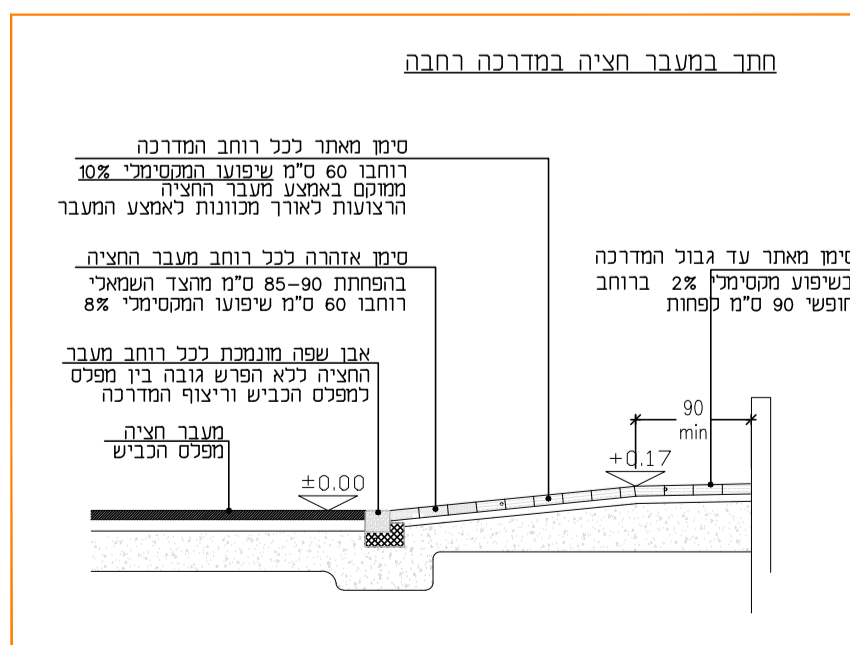 חתך במעבר חציה במדרכה רחבה
סימן מאתר לכל רוחב המדרכה
רוחבו 60 ס"מ שיפועו המקסימלי 10%
ממוקם באמצע מעבר החציה
הרצועות לאורך מכוונות לאמצע המעבר
סימן אזהרה לכל רוחב מעבר החציה
בהפחתת 85-90 ס"מ מהצד השמאלי
רוחבו 60 ס"מ שיפועו המקסימלי 8%
סימן מאתר עד גבול המדרכה
בשיפוע מקסימלי 2% ברוחב
חופשי 90 ס"מ לפחות
אבן שפה מונמכת לכל רוחב מעבר
החציה ללא הפרש גובה בין מפלס
למפלס הכביש וריצוף המדרכה
מעבר חציה
מפלס הכביש
90
min
+0.17
±0.00